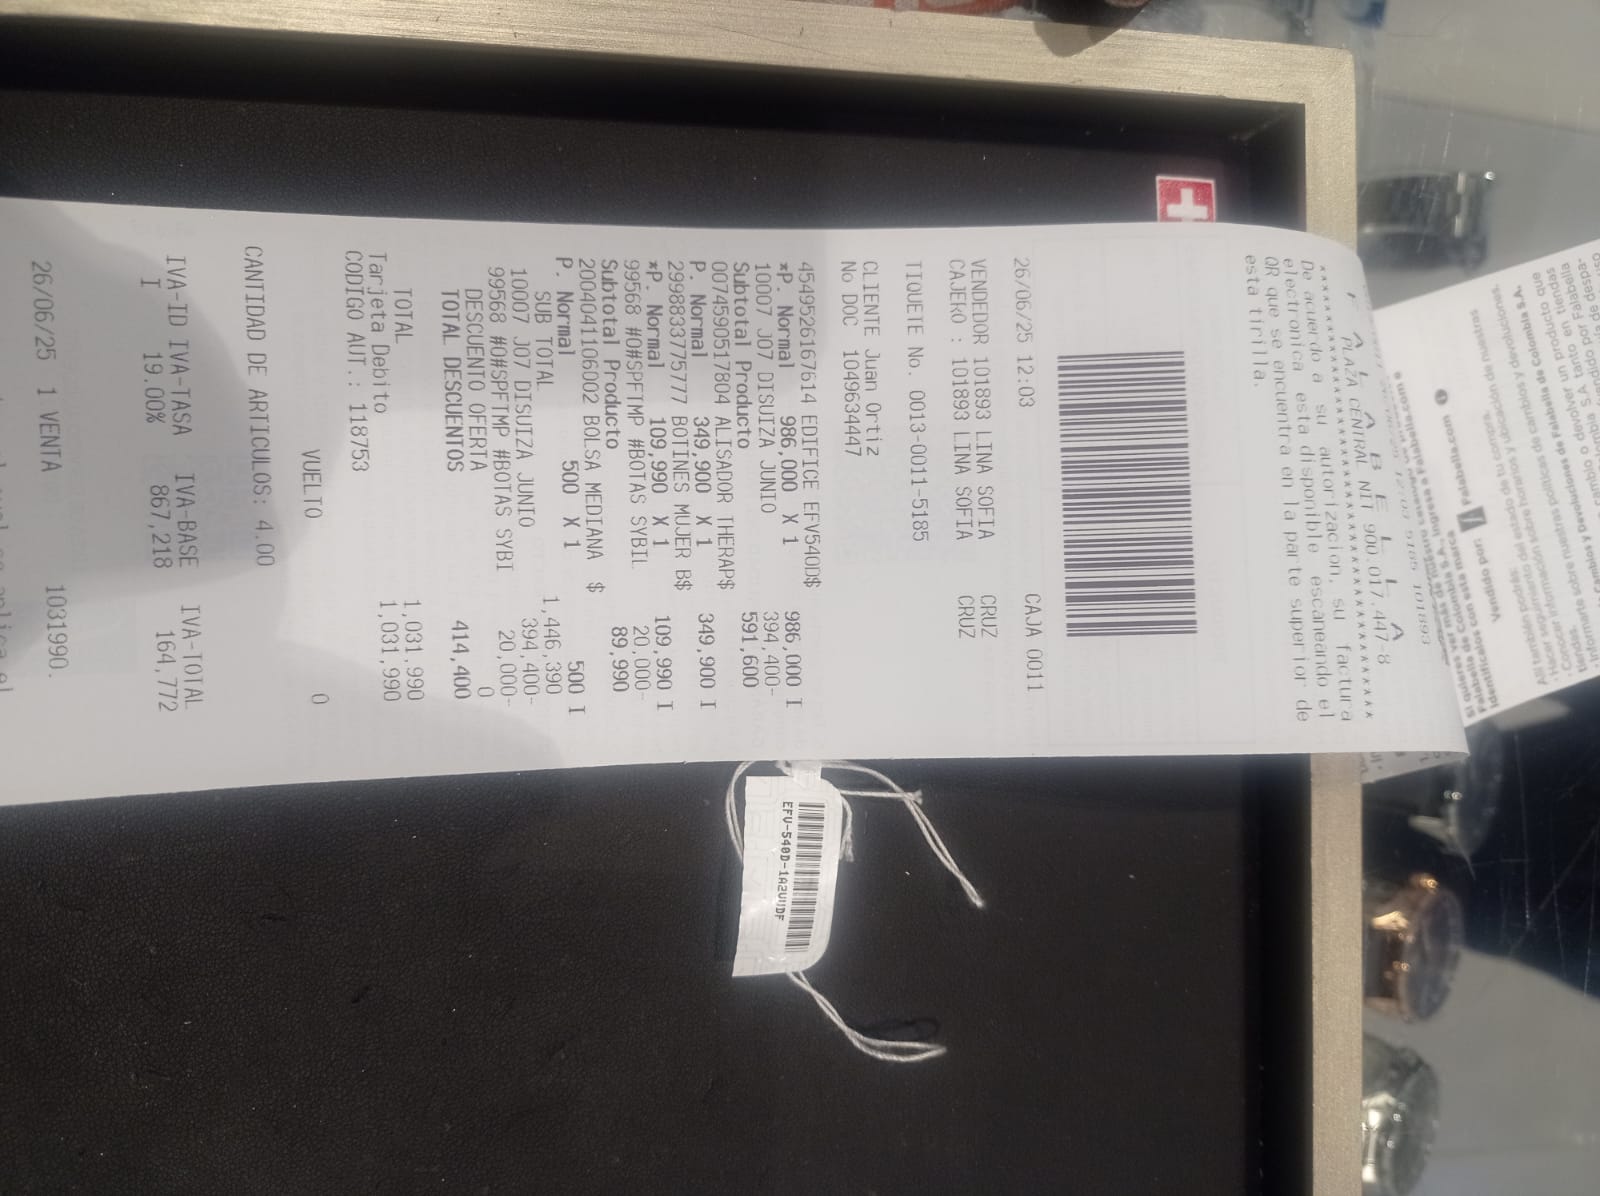 F A L A B E L L A
PLAZA CENTRAL NIT 900.017.447-8
************************************
De acuerdo a su autorizacion, su factura
electronica esta disponible escaneando el
QR que se encuentra en la parte superior de
esta tirilla.
26/06/25 12:03 CAJA 0011
VENDEDOR 101893 LINA SOFIA CRUZ
CAJERO : 101893 LINA SOFIA CRUZ
TIQUETE No. 0013-0011-5185
CLIENTE Juan Ortiz
No DOC 1049634447
4549526167614 EDIFICE EFV540D$
*P. Normal 986,000 X 1 986,000 I
10007 J07 DISUIZA JUNIO 394,400-
Subtotal Producto 591,600
0074590517804 ALISADOR THERAP$
P. Normal 349,900 X 1 349,900 I
2998833775777 BOTINES MUJER B$
*P. Normal 109,990 X 1 109,990 I
99568 #O#SPFTMP #BOTAS SYBIL 20,000-
Subtotal Producto 89,990
2004041106002 BOLSA MEDIANA $
P. Normal 500 X 1 500 I
SUB TOTAL 1,446,390
10007 J07 DISUIZA JUNIO 394,400-
99568 #O#SPFTMP #BOTAS SYBI 20,000-
DESCUENTO OFERTA 0
TOTAL DESCUENTOS 414,400
TOTAL 1,031,990
Tarjeta Debito 1,031,990
CODIGO AUT.: 118753
VUELTO 0
CANTIDAD DE ARTICULOS: 4.00
IVA-ID IVA-TASA IVA-BASE IVA-TOTAL
I 19.00% 867,218 164,772
26/06/25 1 VENTA 1031990.
EFV-540D-1A2VUDF
Vendido por:
Falabella.com